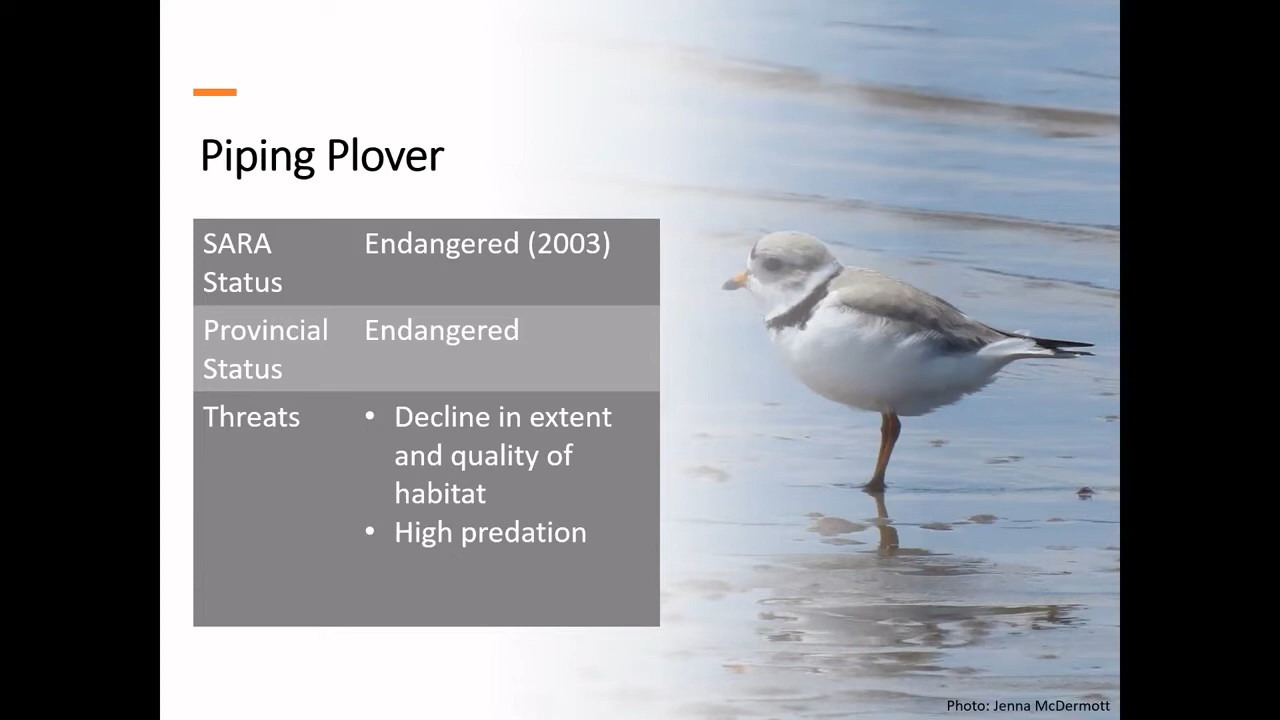 Piping Plover
SARA
Status
Endangered (2003)
Provincial
Status
Endangered
Threats
• Decline in extent
and quality of
habitat
• High predation
Photo: Jenna McDermott